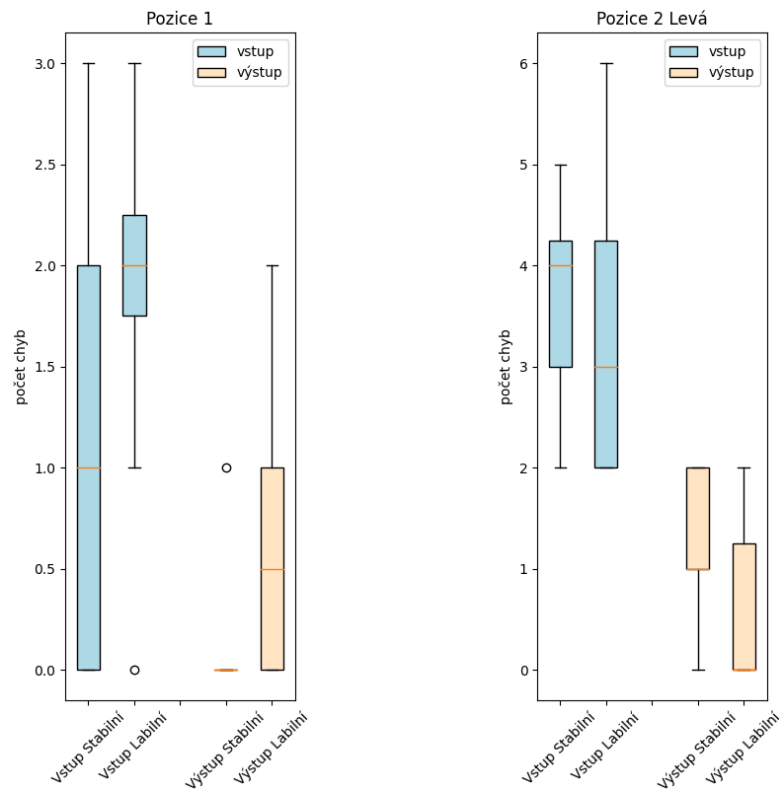 Pozice 1
vstup
výstup
3.0
2.5
2.0
1.5
1.0
0.5
0.0
počet chyb
Vstup Stabilní
Vstup Labilní
Výstup Stabilní
Výstup Labilní
Pozice 2 Levá
vstup
výstup
6
5
4
3
2
1
0
počet chyb
Vstup Stabilní
Vstup Labilní
Výstup Stabilní
Výstup Labilní